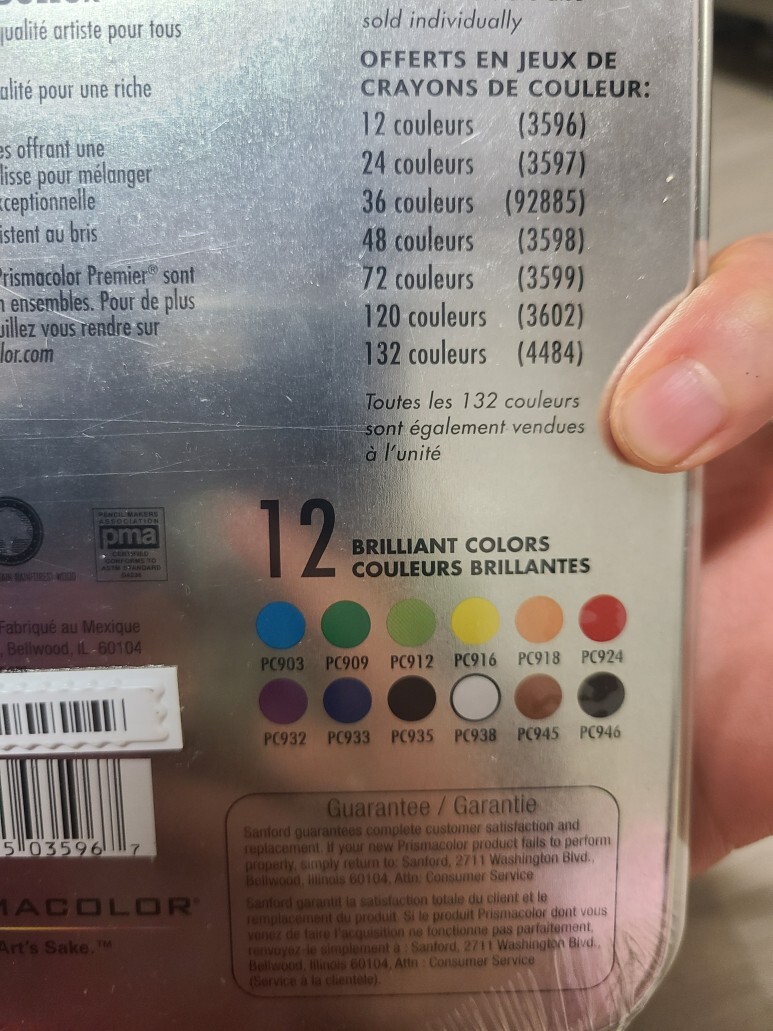 qualité artiste pour tous
alité pour une riche
es offrant une
lisse pour mélanger
xceptionnelle
istent au bris
Prismacolor Premier® sont
n ensembles. Pour de plus
uillez vous rendre sur
lor.com
sold individually
OFFERTS EN JEUX DE
CRAYONS DE COULEUR:
12 couleurs (3596)
24 couleurs (3597)
36 couleurs (92885)
48 couleurs (3598)
72 couleurs (3599)
120 couleurs (3602)
132 couleurs (4484)
Toutes les 132 couleurs
sont également vendues
à l'unité
PENCIL MAKERS
ASSOCIATION
pma
CERTIFIED
CONFORMS TO
ASTM STANDARD
Fabriqué au Mexique
, Bellwood, IL 60104
5 03596 7
MACOLOR®
Art's Sake.™
12 BRILLIANT COLORS
COULEURS BRILLANTES
PC903 PC909 PC912 PC916 PC918 PC924
PC932 PC933 PC935 PC938 PC945 PC946
Guarantee / Garantie
Sanford guarantees complete customer satisfaction and
replacement. If your new Prismacolor product fails to perform
properly, simply return to: Sanford, 2711 Washington Blvd.,
Bellwood, Illinois 60104, Attn: Consumer Service
Sanford garantit la satisfaction totale du client et le
remplacement du produit. Si le produit Prismacolor dont vous
venez de faire l'acquisition ne fonctionne pas parfaitement,
renvoyez-le simplement à : Sanford, 2711 Washington Blvd.,
Bellwood, Illinois 60104, Attn : Consumer Service
(Service à la clientèle).